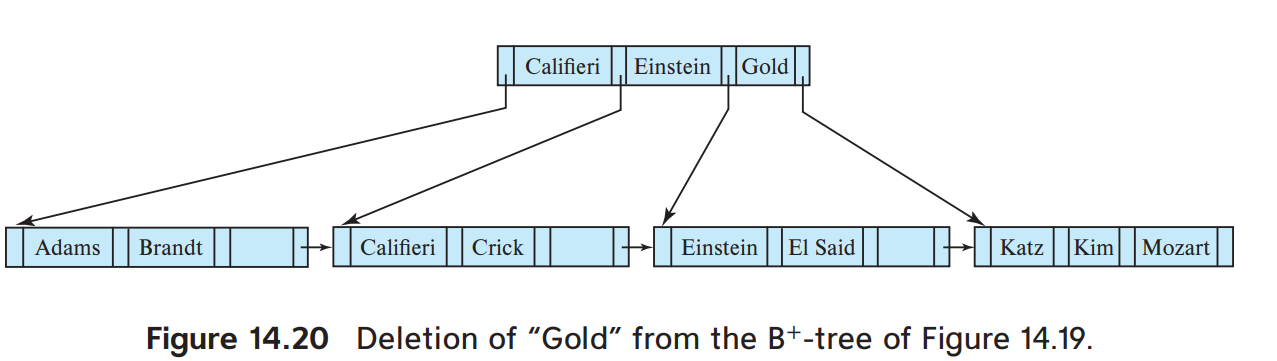 Califieri Einstein Gold
Adams Brandt Califieri Crick Einstein El Said Katz Kim Mozart
Figure 14.20 Deletion of “Gold” from the B+-tree of Figure 14.19.